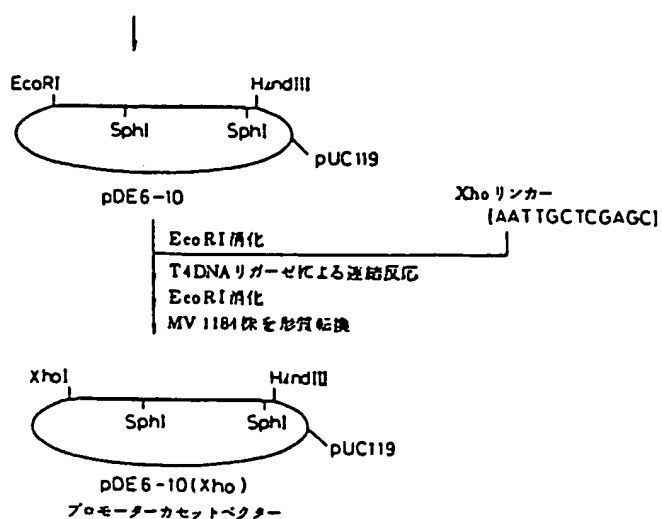 EcoRI
HindIII
SphI
SphI
pUC119
pDE6-10
Xhoリンカー
[AATTGCTCGAGC]
EcoRI消化
T4DNAリガーゼによる連結反応
EcoRI消化
MV1184株を形質転換
XhoI
HindIII
SphI
SphI
pUC119
pDE6-10(Xho)
プロモーターカセットベクター